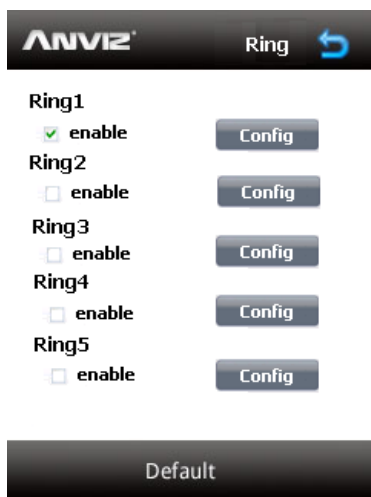 ANVIZ Ring
Ring1
enable Config
Ring2
enable Config
Ring3
enable Config
Ring4
enable Config
Ring5
enable Config
Default